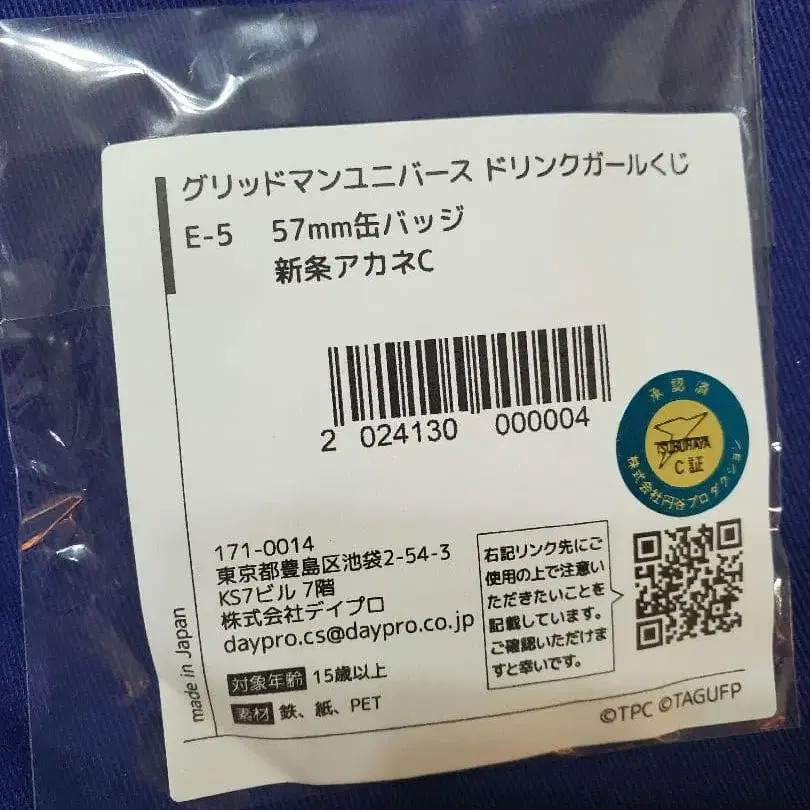 グリッドマンユニバース ドリンクガールくじ
E-5 57mm缶バッジ
新条アカネC
2 024130 000004
承認済
TSUBURAYA
C証
株式会社円谷プロダクション
171-0014
東京都豊島区池袋2-54-3
KS7ビル 7階
株式会社デイプロ
daypro.cs@daypro.co.jp
右記リンク先にご
使用の上で注意い
ただきたいことを
記載しています。
ご確認いただけま
すと幸いです。
made in Japan
対象年齢 15歳以上
素材 鉄、紙、PET
©TPC ©TAGUFP